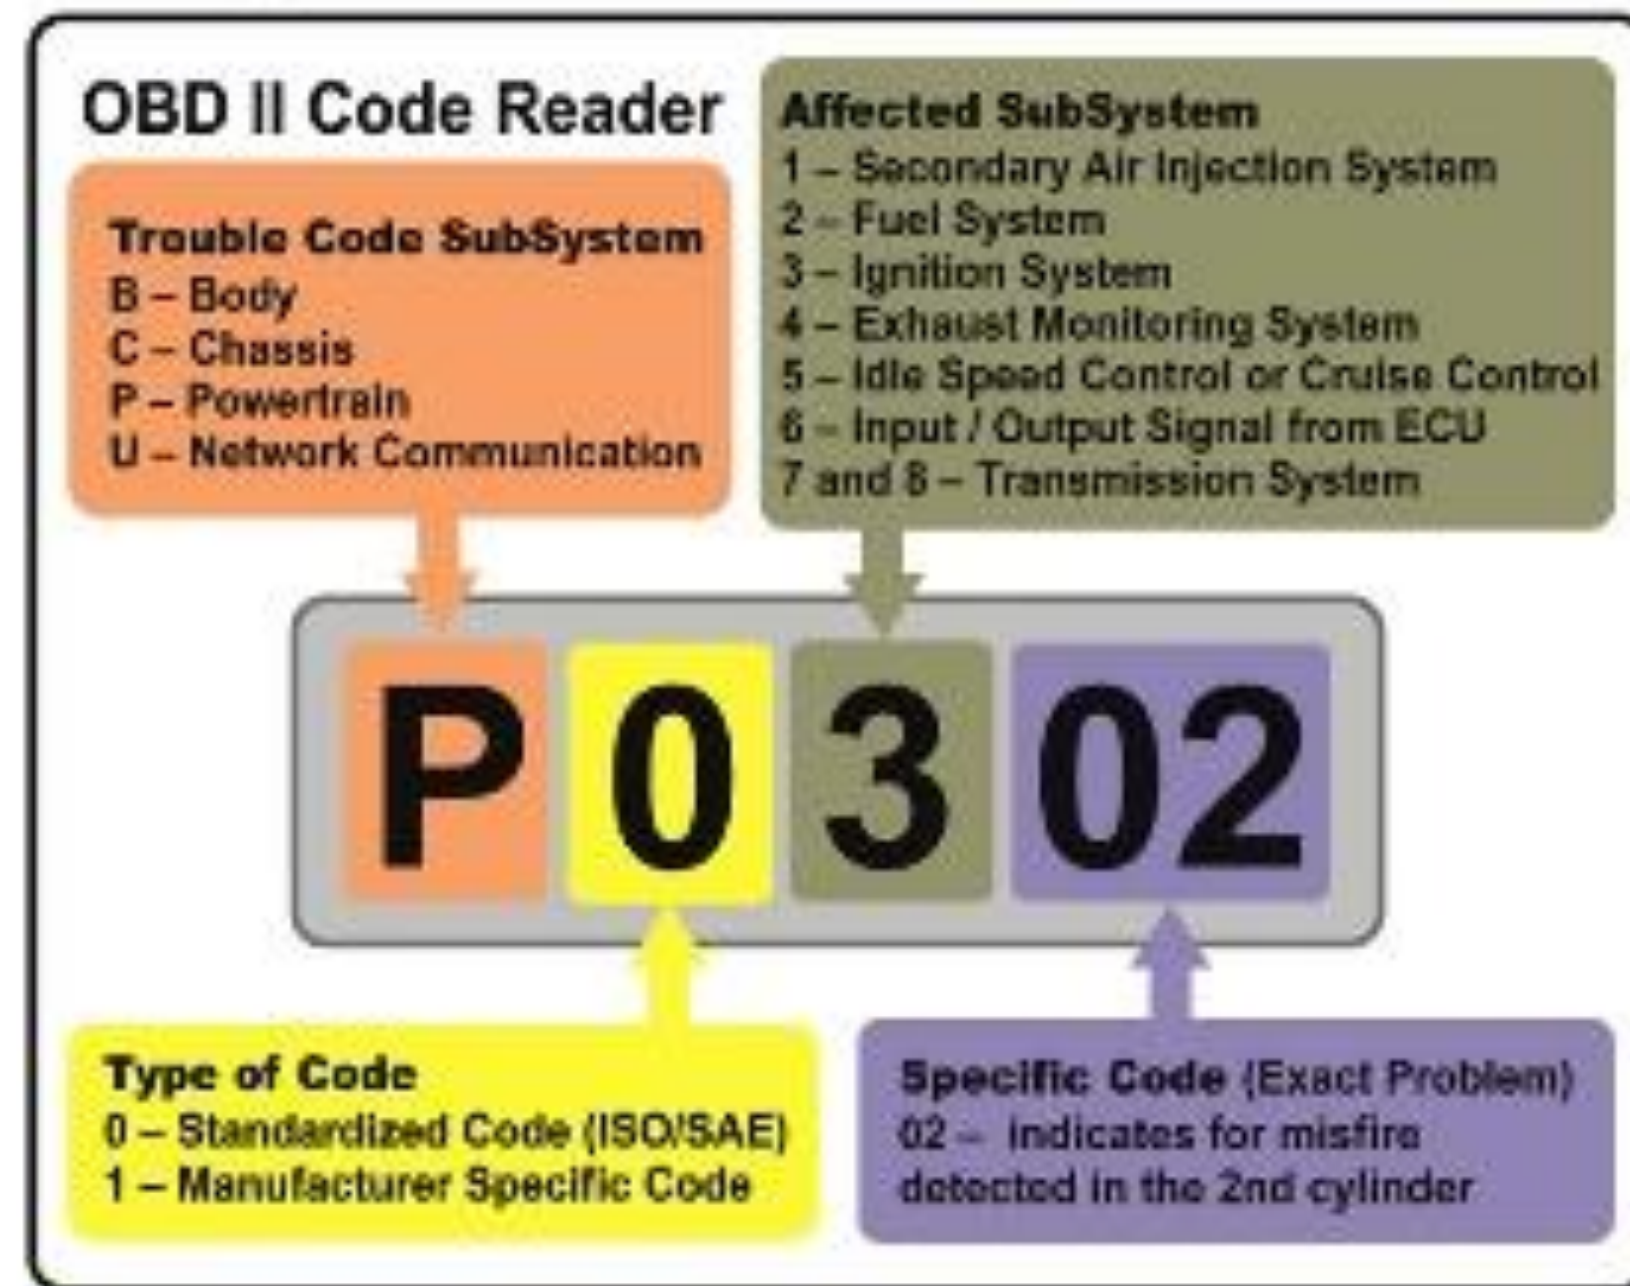 OBD II Code Reader
Trouble Code SubSystem
B – Body
C – Chassis
P – Powertrain
U – Network Communication
Affected SubSystem
1 – Secondary Air Injection System
2 – Fuel System
3 – Ignition System
4 – Exhaust Monitoring System
5 – Idle Speed Control or Cruise Control
6 – Input / Output Signal from ECU
7 and 8 – Transmission System
P 0 3 02
Type of Code
0 – Standardized Code (ISO/SAE)
1 – Manufacturer Specific Code
Specific Code (Exact Problem)
02 – indicates for misfire
detected in the 2nd cylinder